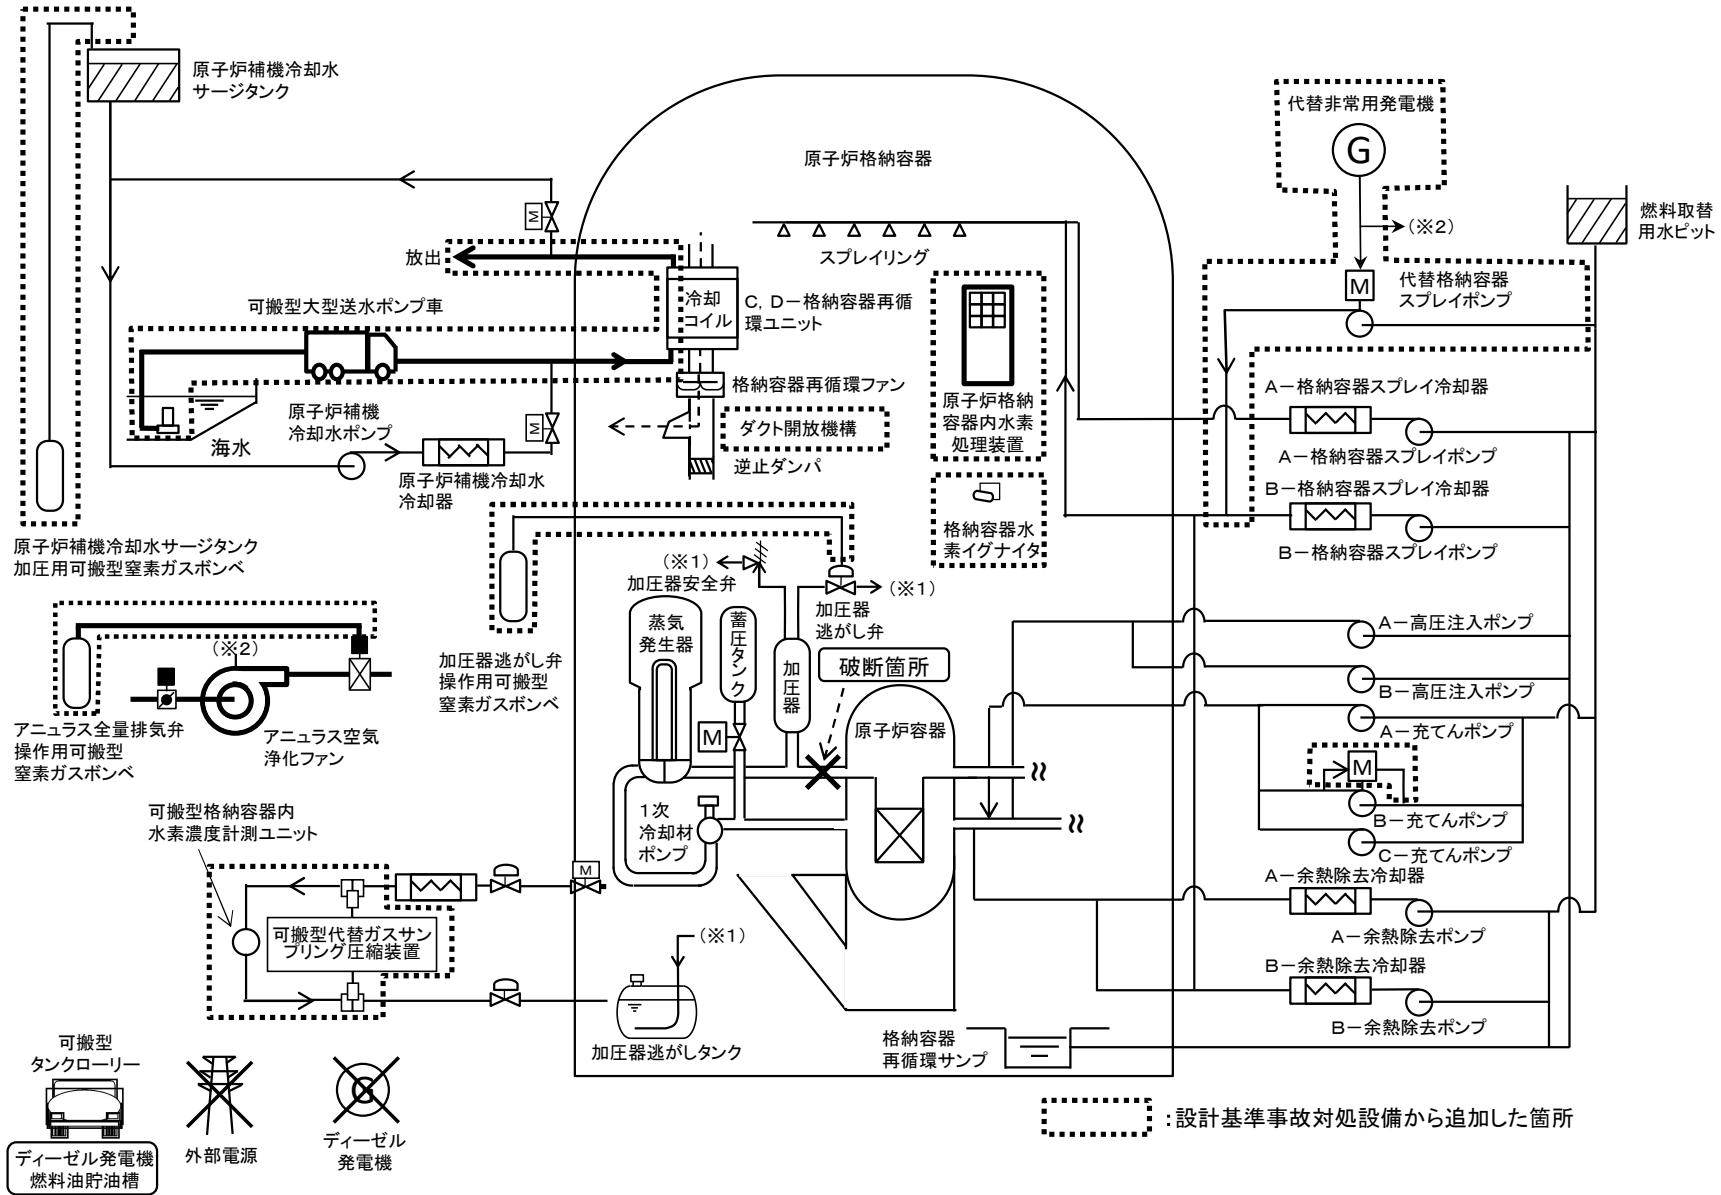 原子炉補機冷却水
サージタンク
原子炉格納容器
代替非常用発電機
G
(※2)
燃料取替
用水ピット
M
スプレイリング
放出
代替格納容器
スプレイポンプ
M
冷却
コイル
C,D-格納容器再循
環ユニット
可搬型大型送水ポンプ車
格納容器再循環ファン
原子炉格納
容器内水素
処理装置
A-格納容器スプレイ冷却器
原子炉補機
冷却水ポンプ
M
ダクト開放機構
海水
A-格納容器スプレイポンプ
逆止ダンパ
原子炉補機冷却水
冷却器
B-格納容器スプレイ冷却器
格納容器水
素イグナイタ
B-格納容器スプレイポンプ
原子炉補機冷却水サージタンク
加圧用可搬型窒素ガスボンベ
(※1)
加圧器安全弁
(※1)
加圧器
逃がし弁
蒸気
発生器
蓄圧タンク
加圧器
破断箇所
A-高圧注入ポンプ
(※2)
加圧器逃がし弁
操作用可搬型
窒素ガスボンベ
B-高圧注入ポンプ
アニュラス全量排気弁
操作用可搬型
窒素ガスボンベ
アニュラス空気
浄化ファン
M
原子炉容器
A-充てんポンプ
M
可搬型格納容器内
水素濃度計測ユニット
1次
冷却材
ポンプ
B-充てんポンプ
C-充てんポンプ
M
A-余熱除去冷却器
可搬型代替ガスサン
プリング圧縮装置
(※1)
A-余熱除去ポンプ
B-余熱除去冷却器
B-余熱除去ポンプ
加圧器逃がしタンク
格納容器
再循環サンプ
可搬型
タンクローリー
G
ディーゼル発電機
燃料油貯油槽
外部電源
ディーゼル
発電機
:設計基準事故対処設備から追加した箇所